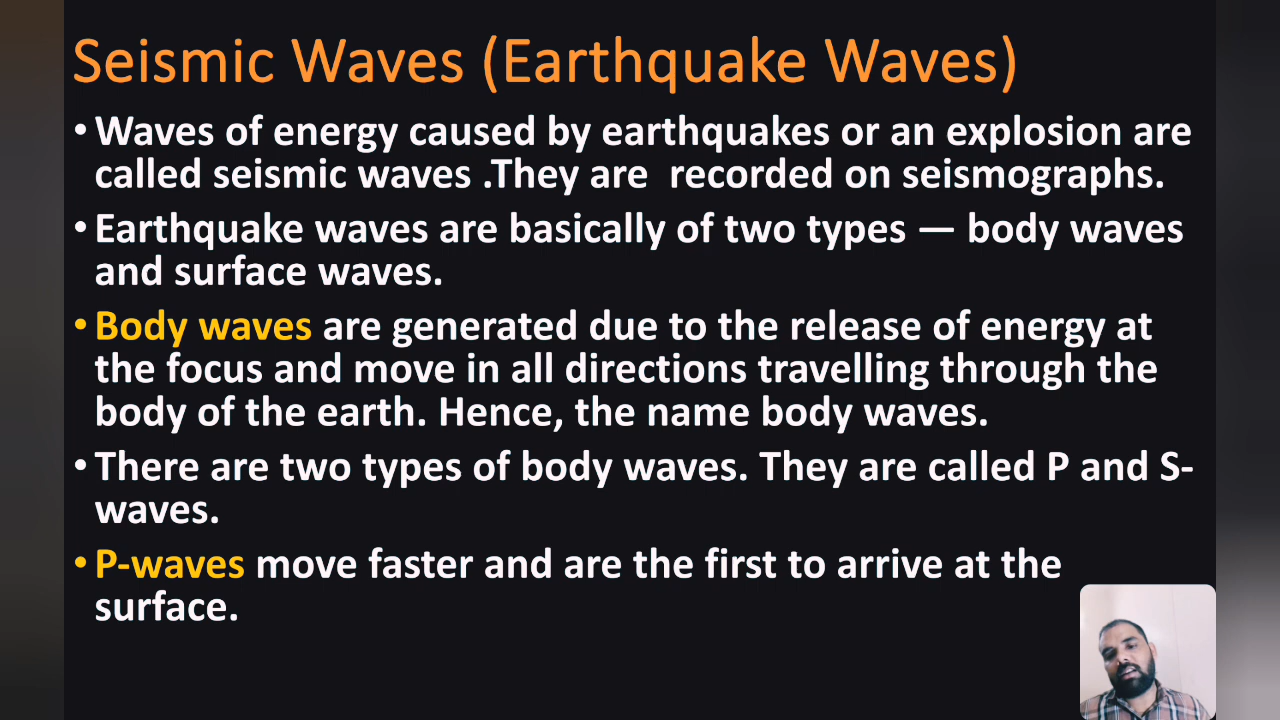 Seismic Waves (Earthquake Waves)
• Waves of energy caused by earthquakes or an explosion are
called seismic waves .They are  recorded on seismographs.
• Earthquake waves are basically of two types — body waves
and surface waves.
• Body waves are generated due to the release of energy at
the focus and move in all directions travelling through the
body of the earth. Hence, the name body waves.
• There are two types of body waves. They are called P and S-
waves.
• P-waves move faster and are the first to arrive at the
surface.